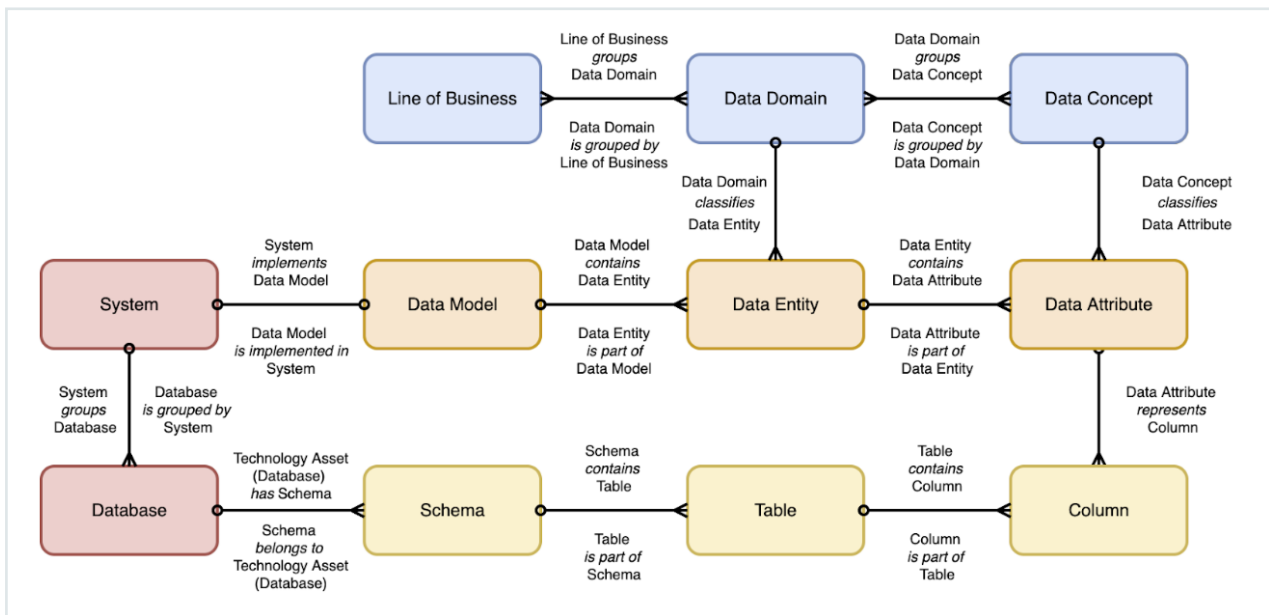 Line of Business
groups
Data Domain
Data Domain
groups
Data Concept
Line of Business
Data Domain
Data Concept
Data Domain
is grouped by
Line of Business
Data Concept
is grouped by
Data Domain
Data Domain
classifies
Data Entity
Data Concept
classifies
Data Attribute
System
implements
Data Model
Data Model
contains
Data Entity
Data Entity
contains
Data Attribute
System
Data Model
Data Entity
Data Attribute
Data Model
is implemented in
System
Data Entity
is part of
Data Model
Data Attribute
is part of
Data Entity
System
groups
Database
Database
is grouped by
System
Data Attribute
represents
Column
Technology Asset
(Database)
has Schema
Schema
contains
Table
Table
contains
Column
Database
Schema
Table
Column
Schema
belongs to
Technology Asset
(Database)
Table
is part of
Schema
Column
is part of
Table